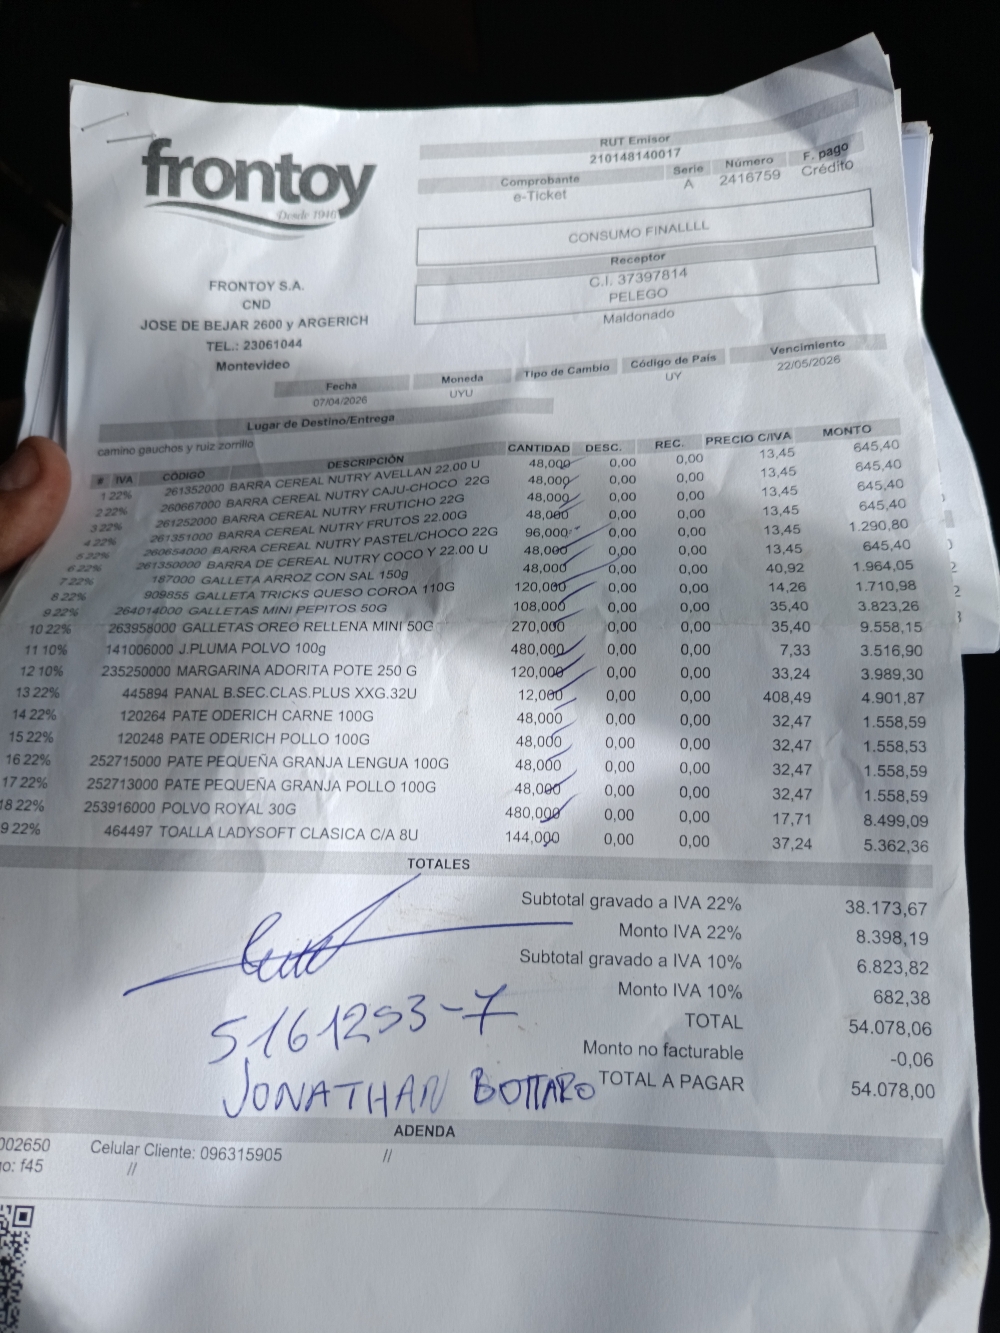 frontoy
Desde 1946
RUT Emisor
210148140017
Comprobante Serie Número F. pago
e-Ticket A 2416759 Crédito
CONSUMO FINALLLL
Receptor
C.I. 37397814
PELEGO
Maldonado
FRONTOY S.A.
CND
JOSE DE BEJAR 2600 y ARGERICH
TEL.: 23061044
Montevideo
Fecha Moneda Tipo de Cambio Código de País Vencimiento
07/04/2026 UYU UY 22/05/2026
Lugar de Destino/Entrega
camino gauchos y ruiz zorrillo
# IVA CÓDIGO DESCRIPCIÓN CANTIDAD DESC. REC. PRECIO C/IVA MONTO
1 22% 261352000 BARRA CEREAL NUTRY AVELLAN 22.00 U 48,000 0,00 0,00 13,45 645,40
2 22% 260667000 BARRA CEREAL NUTRY CAJU-CHOCO 22G 48,000 0,00 0,00 13,45 645,40
3 22% 261252000 BARRA CEREAL NUTRY FRUTICHO 22G 48,000 0,00 0,00 13,45 645,40
4 22% 261351000 BARRA CEREAL NUTRY FRUTOS 22.00G 48,000 0,00 0,00 13,45 645,40
5 22% 260654000 BARRA CEREAL NUTRY PASTEL/CHOCO 22G 96,000 0,00 0,00 13,45 1.290,80
6 22% 261350000 BARRA DE CEREAL NUTRY COCO Y 22.00 U 48,000 0,00 0,00 13,45 645,40
7 22% 187000 GALLETA ARROZ CON SAL 150g 48,000 0,00 0,00 40,92 1.964,05
8 22% 909855 GALLETA TRICKS QUESO COROA 110G 120,000 0,00 0,00 14,26 1.710,98
9 22% 264014000 GALLETAS MINI PEPITOS 50G 108,000 0,00 0,00 35,40 3.823,26
10 22% 263958000 GALLETAS OREO RELLENA MINI 50G 270,000 0,00 0,00 35,40 9.558,15
11 10% 141006000 J.PLUMA POLVO 100g 480,000 0,00 0,00 7,33 3.516,90
12 10% 235250000 MARGARINA ADORITA POTE 250 G 120,000 0,00 0,00 33,24 3.989,30
13 22% 445894 PANAL B.SEC.CLAS.PLUS XXG.32U 12,000 0,00 0,00 408,49 4.901,87
14 22% 120264 PATE ODERICH CARNE 100G 48,000 0,00 0,00 32,47 1.558,59
15 22% 120248 PATE ODERICH POLLO 100G 48,000 0,00 0,00 32,47 1.558,53
16 22% 252715000 PATE PEQUEÑA GRANJA LENGUA 100G 48,000 0,00 0,00 32,47 1.558,59
17 22% 252713000 PATE PEQUEÑA GRANJA POLLO 100G 48,000 0,00 0,00 32,47 1.558,59
18 22% 253916000 POLVO ROYAL 30G 480,000 0,00 0,00 17,71 8.499,09
9 22% 464497 TOALLA LADYSOFT CLASICA C/A 8U 144,000 0,00 0,00 37,24 5.362,36
TOTALES
Subtotal gravado a IVA 22% 38.173,67
Monto IVA 22% 8.398,19
Subtotal gravado a IVA 10% 6.823,82
Monto IVA 10% 682,38
TOTAL 54.078,06
Monto no facturable -0,06
TOTAL A PAGAR 54.078,00
5161253-7
JONATHAN BOTTARO
ADENDA
002650 Celular Cliente: 096315905 //
o: f45 //